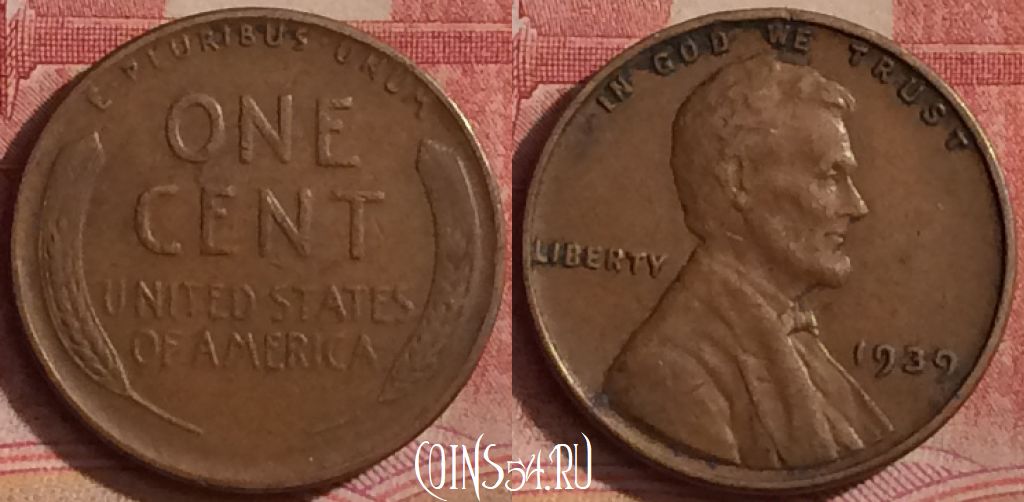 E PLURIBUS UNUM
ONE
CENT
UNITED STATES
OF AMERICA
IN GOD WE TRUST
LIBERTY
1939
COINS54.RU